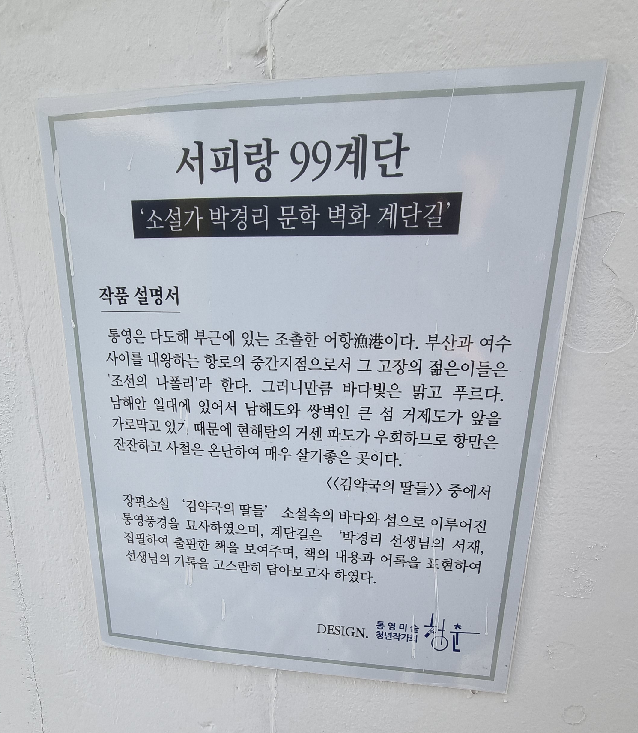 서피랑 99계단
'소설가 박경리 문학 벽화 계단길'
작품 설명서
통영은 다도해 부근에 있는 조촐한 어항漁港이다. 부산과 여수
사이를 내왕하는 항로의 중간지점으로서 그 고장의 젊은이들은
'조선의 나폴리'라 한다. 그러니만큼 바다빛은 맑고 푸르다.
남해안 일대에 있어서 남해도와 쌍벽인 큰 섬 거제도가 앞을
가로막고 있기 때문에 현해탄의 거센 파도가 우회하므로 항만은
잔잔하고 사철은 온난하여 매우 살기좋은 곳이다.
<<김약국의 딸들>> 중에서
장편소설 '김약국의 딸들' 소설속의 바다와 섬으로 이루어진
통영풍경을 묘사하였으며, 계단길은 '박경리 선생님의 서재,
집필하여 출판한 책을 보여주며, 책의 내용과 어록을 표현하여
선생님의 기록을 고스란히 담아보고사 하였다.
DESIGN. 통영미술
청년작가회 청춘